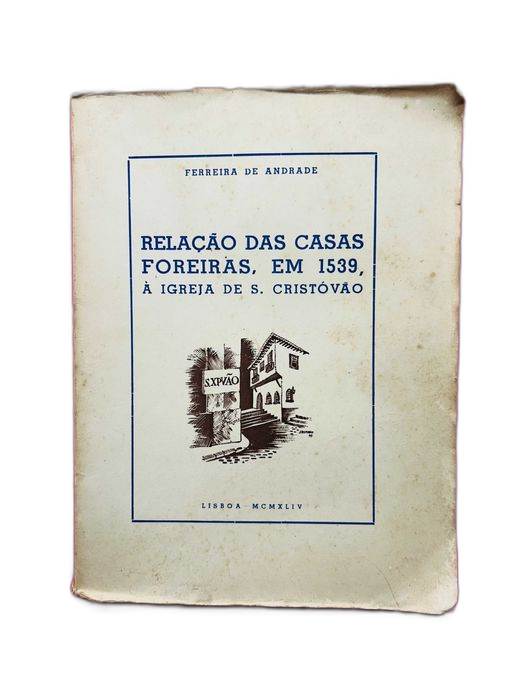 FERREIRA DE ANDRADE
RELAÇÃO DAS CASAS
FOREIRAS, EM 1539,
À IGREJA DE S. CRISTÓVÃO
S.XPVÃO
LISBOA MCMXLIV